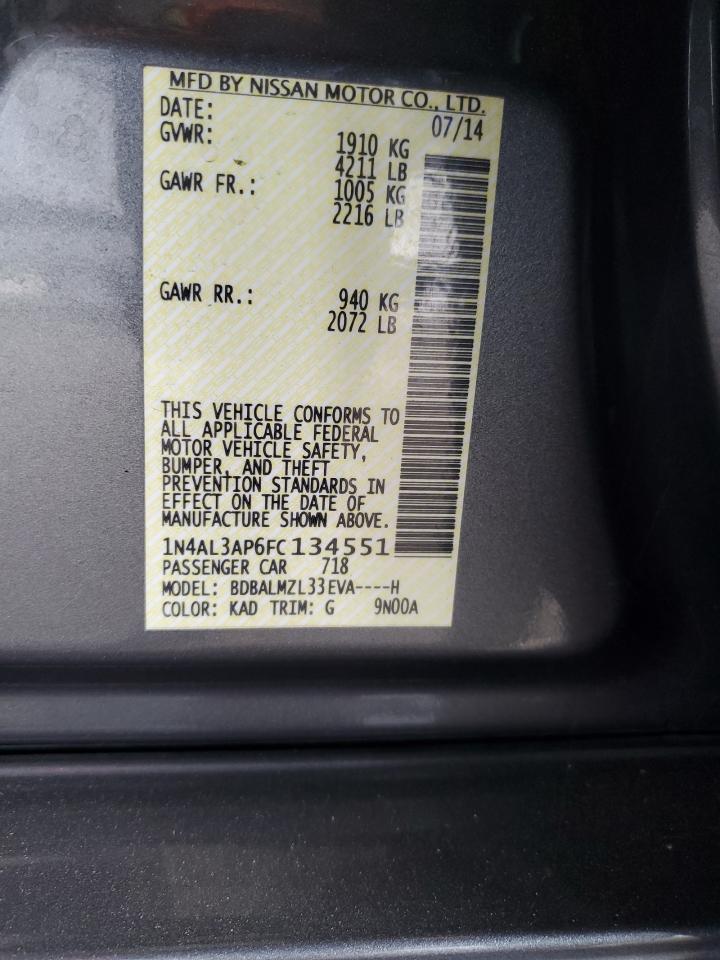 MFD BY NISSAN MOTOR CO., LTD.
DATE: 07/14
GVWR: 1910 KG
4211 LB
GAWR FR.: 1005 KG
2216 LB
GAWR RR.: 940 KG
2072 LB
THIS VEHICLE CONFORMS TO
ALL APPLICABLE FEDERAL
MOTOR VEHICLE SAFETY,
BUMPER, AND THEFT
PREVENTION STANDARDS IN
EFFECT ON THE DATE OF
MANUFACTURE SHOWN ABOVE.
1N4AL3AP6FC134551
PASSENGER CAR 718
MODEL: BDBALMZL33EVA----H
COLOR: KAD TRIM: G 9N00A